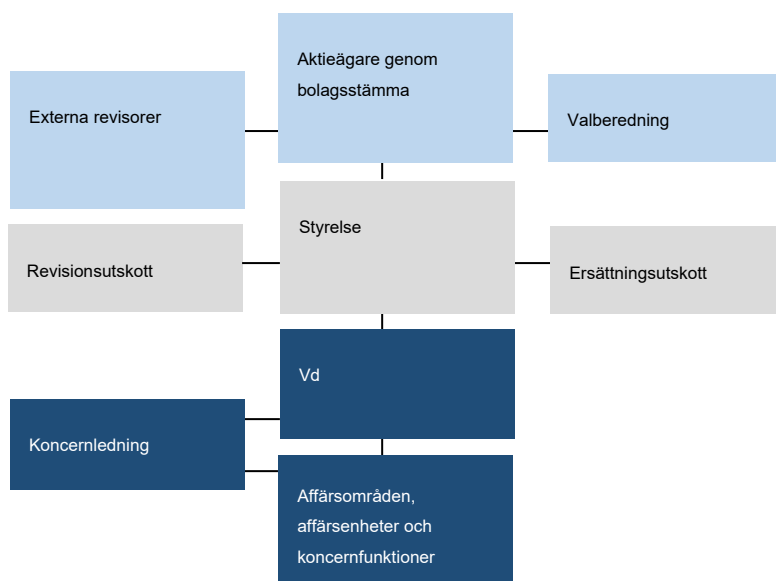 Aktieägare genom
bolagsstämma
Externa revisorer
Valberedning
Styrelse
Revisionsutskott
Ersättningsutskott
Vd
Koncernledning
Affärsområden,
affärsenheter och
koncernfunktioner